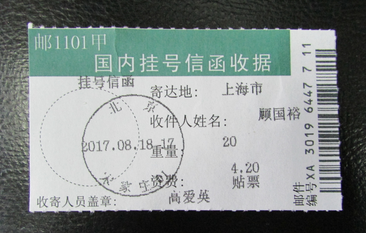 邮1101甲
国内挂号信函收据
挂号信函
寄达地: 上海市
收件人姓名: 顾国裕
北京
2017.08.18.17
重量 20
资费: 4.20
贴票
收寄人员盖章: 高爱英
邮件编号XA 3019 6447 7 11